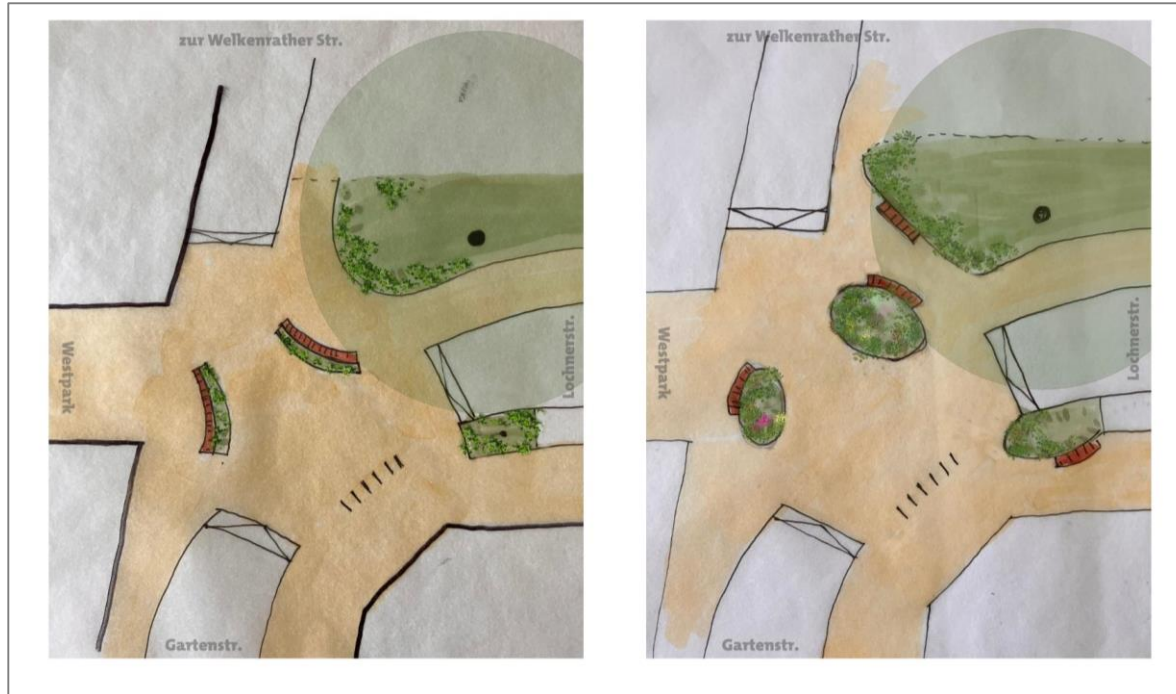 zur Welkenrather Str.
Westpark
Lochnerstr.
Gartenstr.
zur Welkenrather Str.
Westpark
Lochnerstr.
Gartenstr.